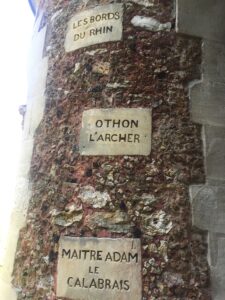 LES BORDS
DU RHIN
OTHON
L'ARCHER
MAITRE ADAM
LE
CALABRAIS